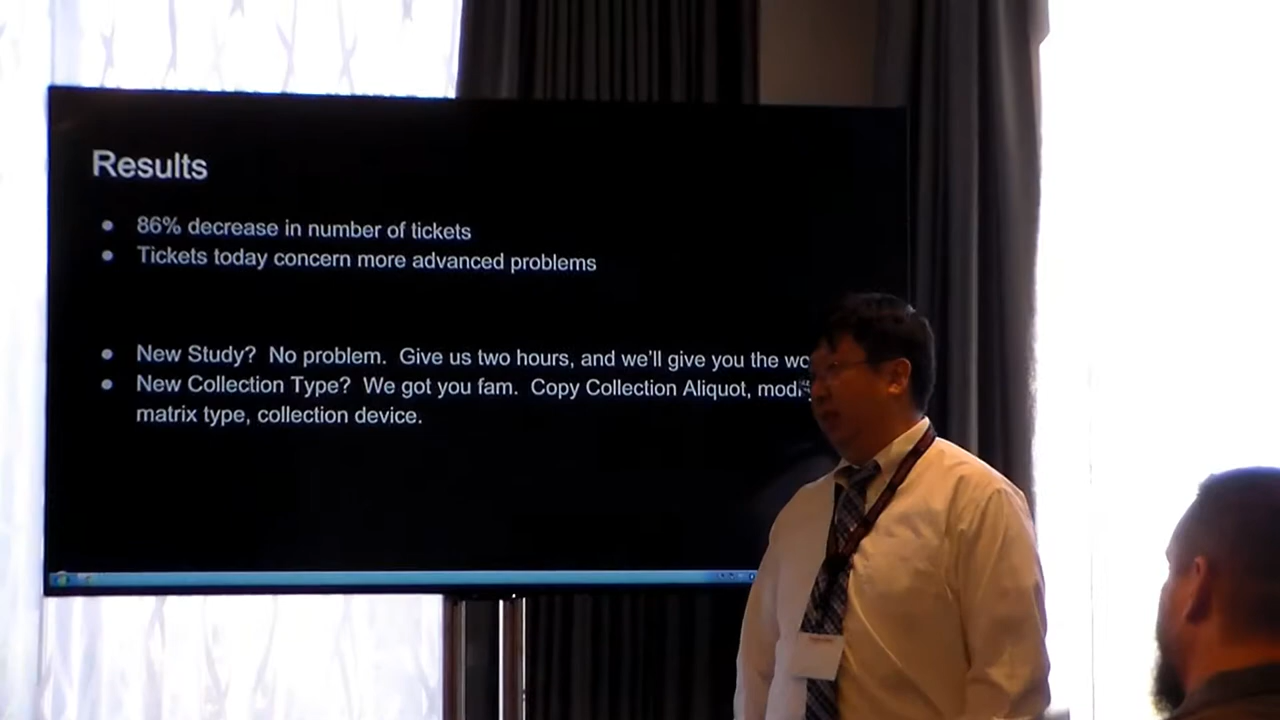 Results
● 86% decrease in number of tickets
● Tickets today concern more advanced problems
● New Study?  No problem.  Give us two hours, and we'll give you the
● New Collection Type?  We got you fam.  Copy Collection Aliquot,
matrix type, collection device.